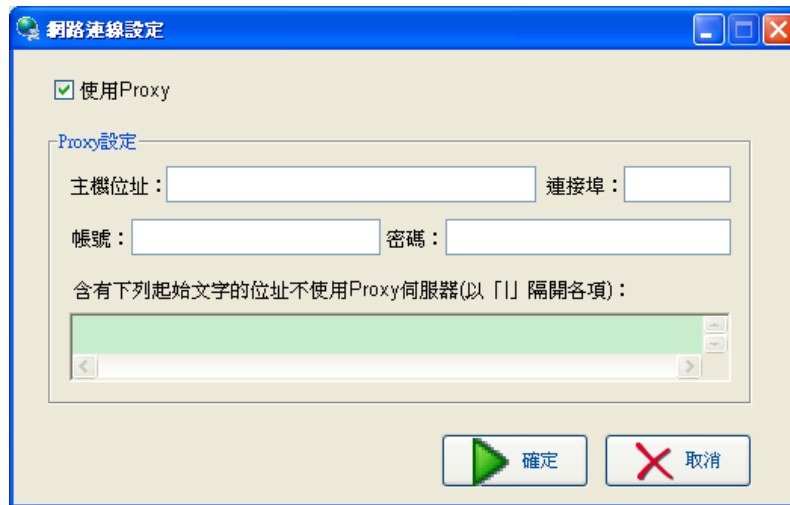 網路連線設定
使用Proxy
Proxy設定
主機位址： 連接埠：
帳號： 密碼：
含有下列起始文字的位址不使用Proxy伺服器(以「|」隔開各項)：
確定 取消